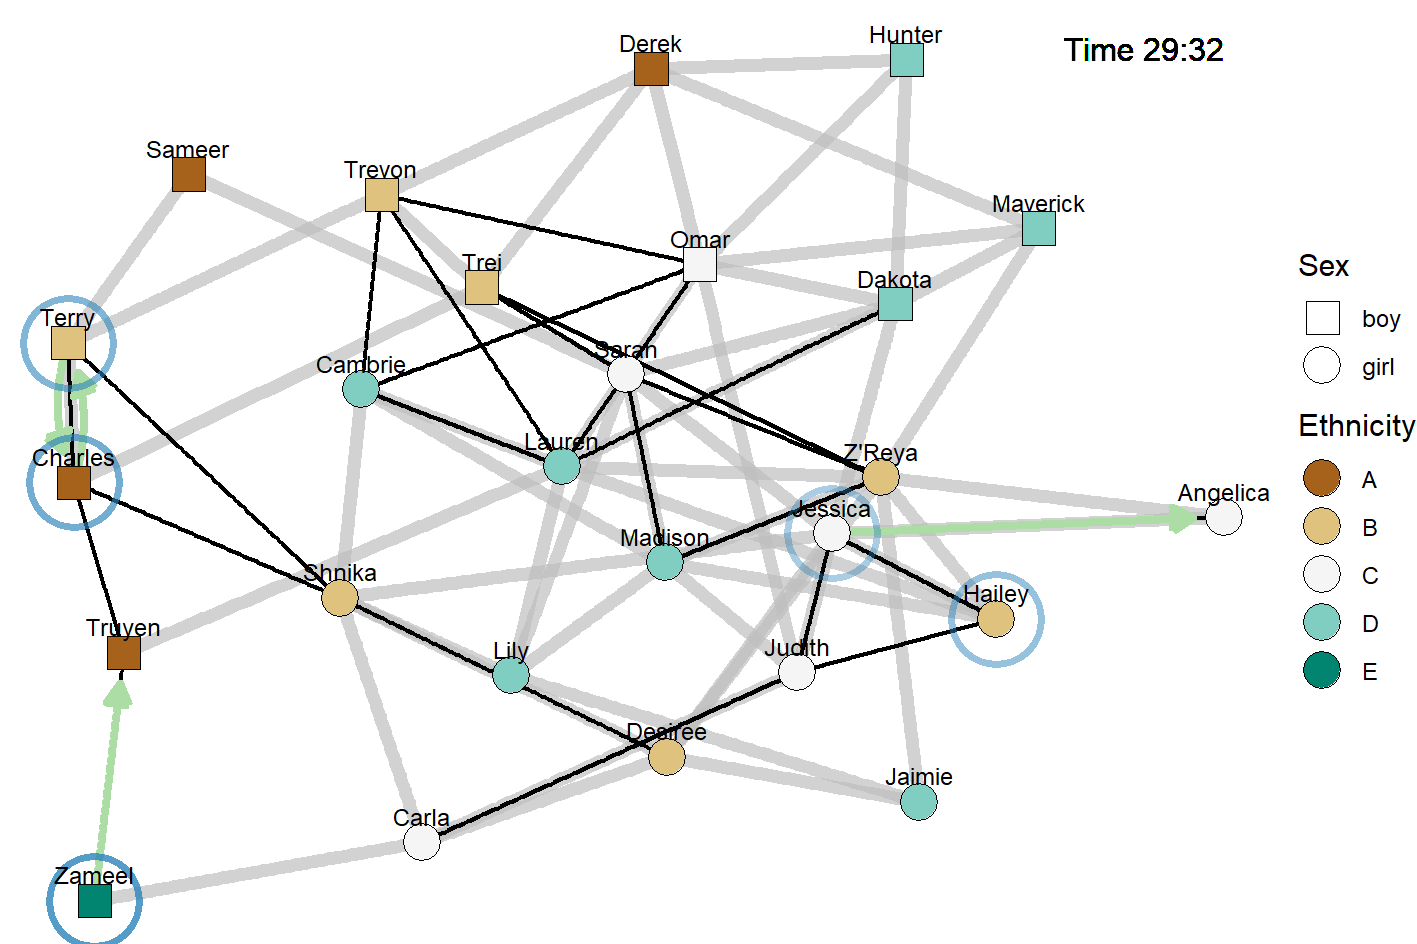 Hunter
Derek
Time 29:32
Sameer
Trevon
Maverick
Omar
Trei
Dakota
Terry
Saran
Cambrie
Lauren
Z'Reya
Charles
Angelica
Jessica
Madison
Shnika
Hailey
Truyen
Lily
Judith
Desiree
Jaimie
Carla
Zameel
Sex
boy
girl
Ethnicity
A
B
C
D
E